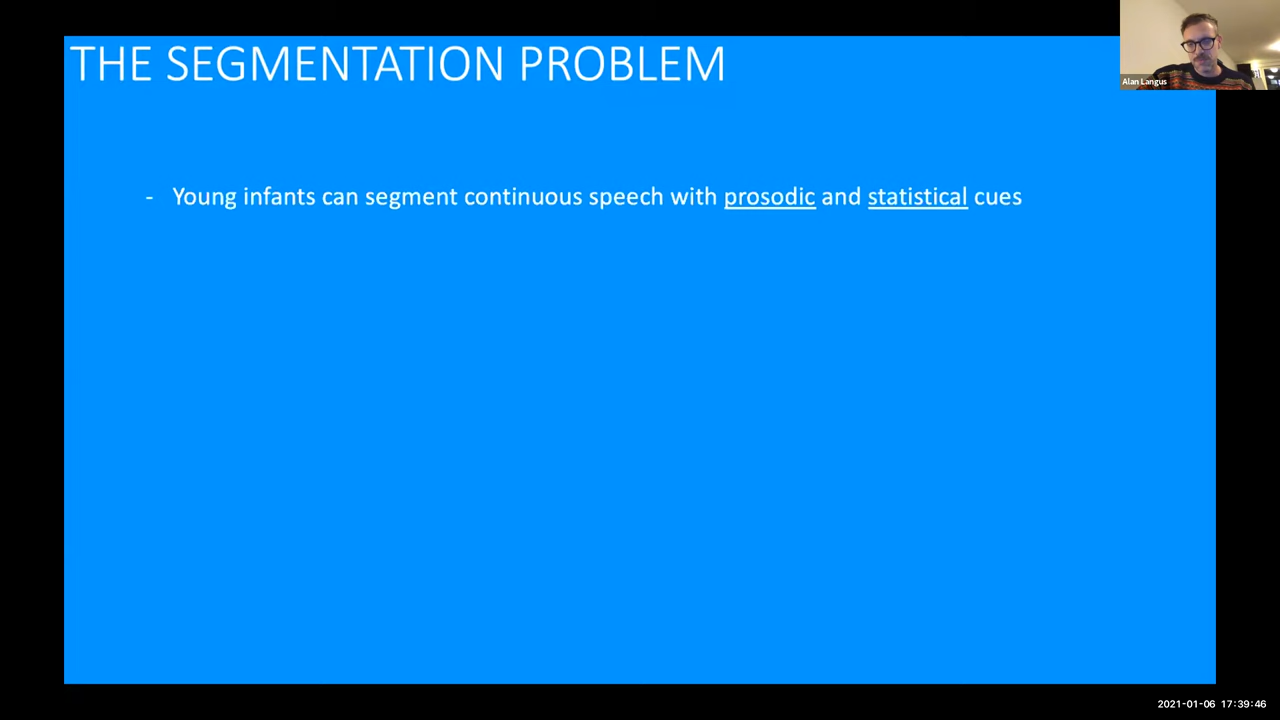 THE SEGMENTATION PROBLEM
Alan Langus
- Young infants can segment continuous speech with prosodic and statistical cues
2021-01-06 17:39:46